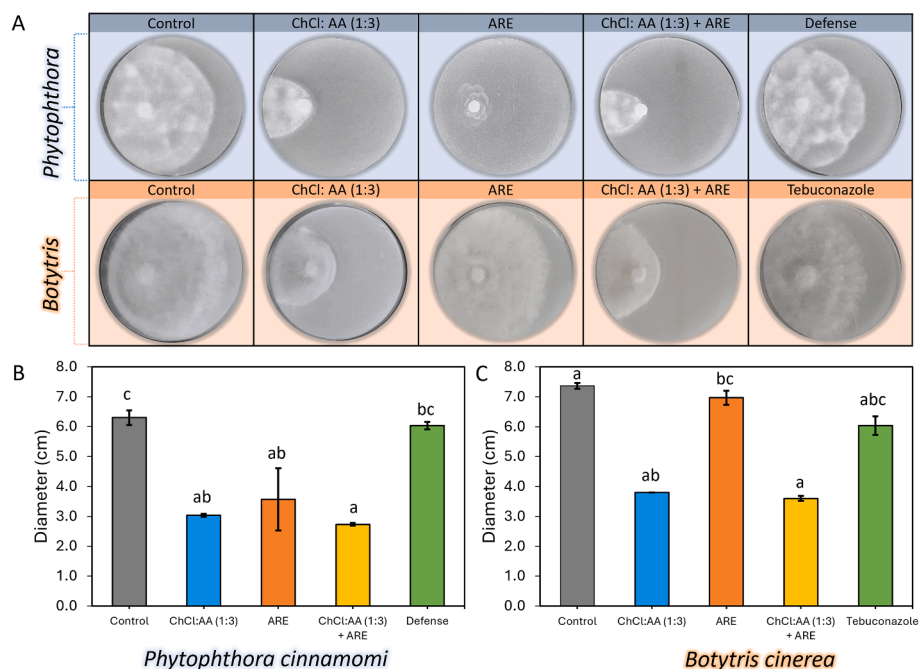 A
Control ChCl: AA (1:3) ARE ChCl: AA (1:3) + ARE Defense
Phytophthora
Control ChCl: AA (1:3) ARE ChCl: AA (1:3) + ARE Tebuconazole
Botytris
B
Diameter (cm)
8.0
7.0
6.0
5.0
4.0
3.0
2.0
1.0
0.0
c
ab
ab
a
bc
Control ChCl:AA (1:3) ARE ChCl:AA (1:3) Defense
+ ARE
Phytophthora cinnamomi
C
Diameter (cm)
8.0
7.0
6.0
5.0
4.0
3.0
2.0
1.0
0.0
a
ab
bc
a
abc
Control ChCl:AA (1:3) ARE ChCl:AA (1:3) Tebuconazole
+ ARE
Botrytis cinerea